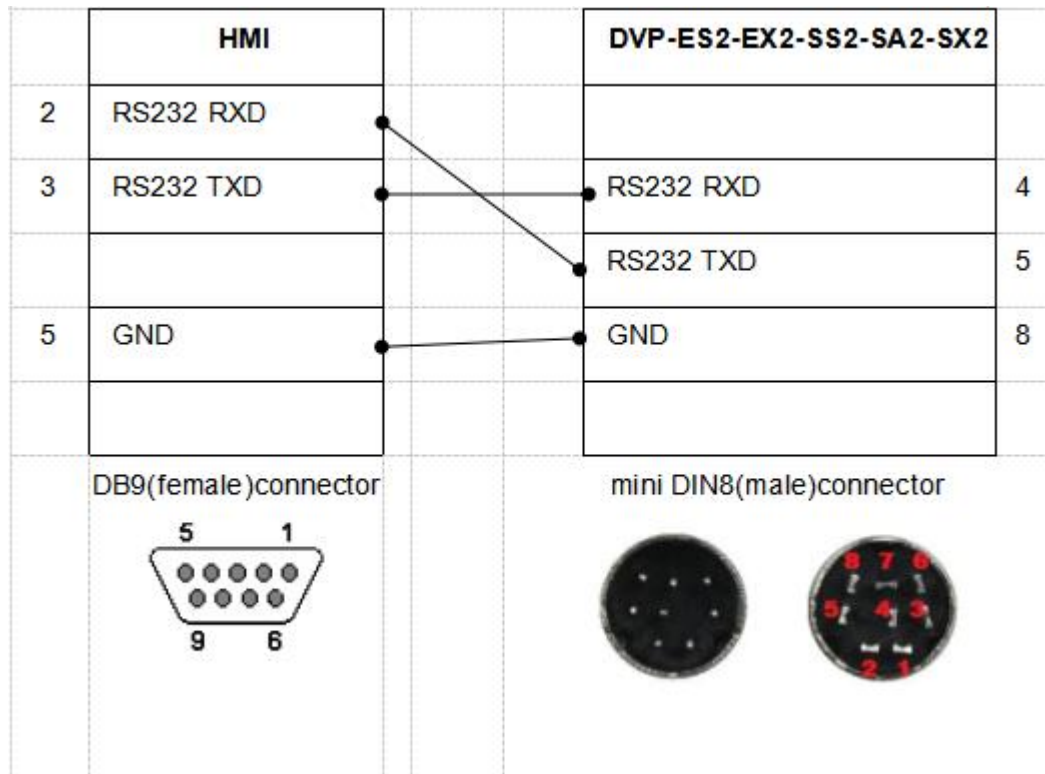 HMI DVP-ES2-EX2-SS2-SA2-SX2
2 RS232 RXD
3 RS232 TXD RS232 RXD 4
RS232 TXD 5
5 GND GND 8
DB9(female)connector mini DIN8(male)connector
5 1
9 6
8 7 6
5 4 3
2 1